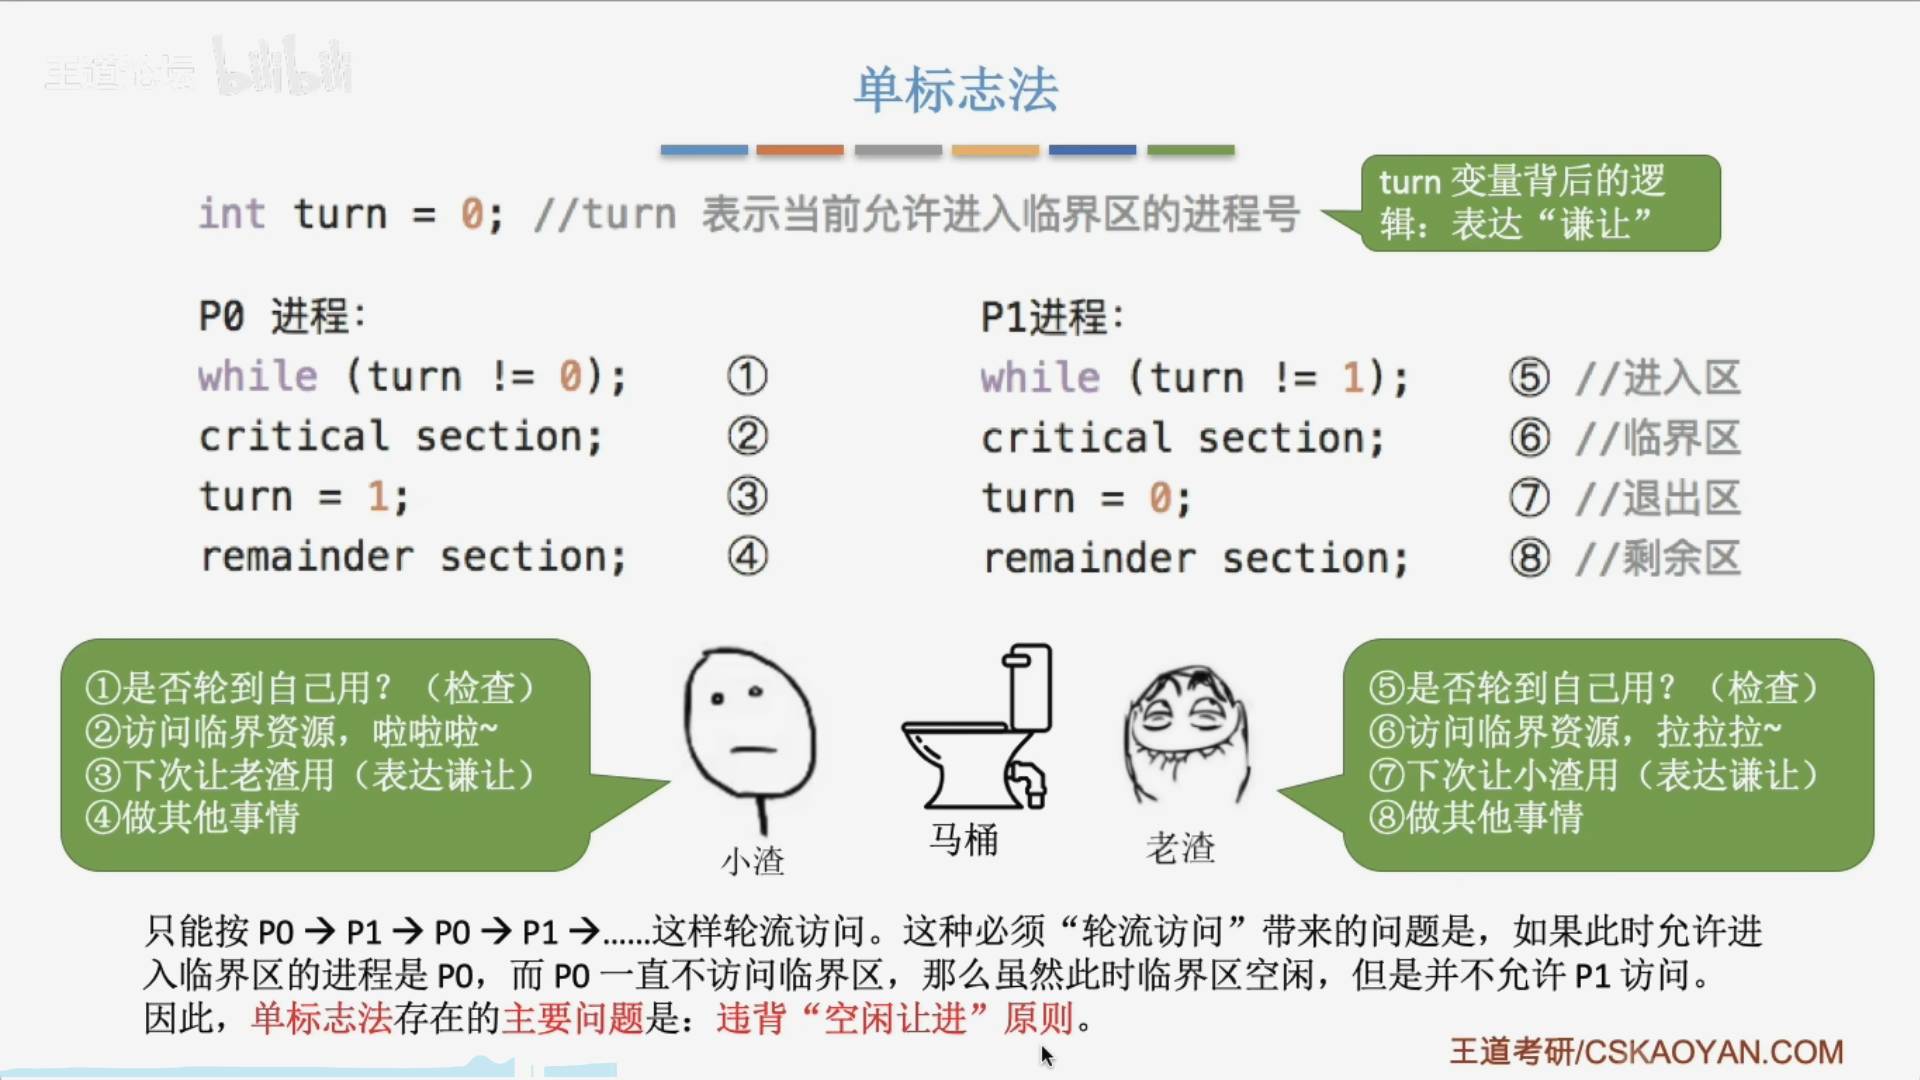 王道论坛 bilibili
单标志法
int turn = 0; //turn 表示当前允许进入临界区的进程号
turn 变量背后的逻
辑：表达“谦让”
P0 进程：
while (turn != 0); ①
critical section; ②
turn = 1; ③
remainder section; ④
P1进程：
while (turn != 1); ⑤ //进入区
critical section; ⑥ //临界区
turn = 0; ⑦ //退出区
remainder section; ⑧ //剩余区
①是否轮到自己用？（检查）
②访问临界资源，啦啦啦~
③下次让老渣用（表达谦让）
④做其他事情
小渣
马桶
老渣
⑤是否轮到自己用？（检查）
⑥访问临界资源，拉拉拉~
⑦下次让小渣用（表达谦让）
⑧做其他事情
只能按 P0 → P1 → P0 → P1 →……这样轮流访问。这种必须“轮流访问”带来的问题是，如果此时允许进
入临界区的进程是 P0，而 P0 一直不访问临界区，那么虽然此时临界区空闲，但是并不允许 P1 访问。
因此，单标志法存在的主要问题是：违背“空闲让进”原则。
王道考研/CSKAOYAN.COM